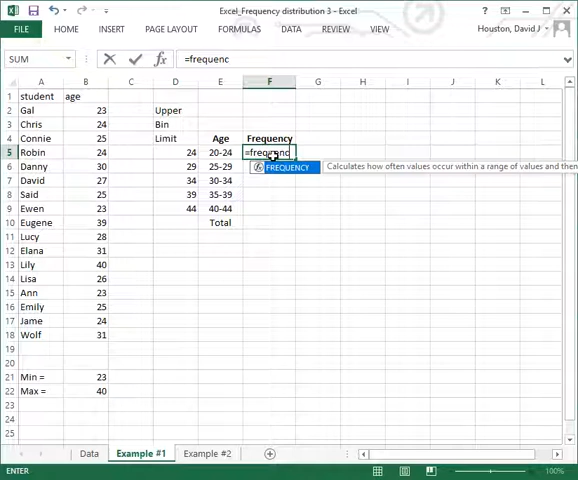 Excel_Frequency distribution 3 - Excel
?
FILE HOME INSERT PAGE LAYOUT FORMULAS DATA REVIEW VIEW Houston, David J
SUM fx =frequenc
A B C D E F G H I J K L
1 student age
2 Gal 23 Upper
3 Chris 24 Bin
4 Connie 25 Limit Age Frequency
5 Robin 24 24 20-24 =frequenc
fx FREQUENCY Calculates how often values occur within a range of values and then
6 Danny 30 29 25-29
7 David 27 34 30-34
8 Said 25 39 35-39
9 Ewen 23 44 40-44
10 Eugene 39 Total
11 Lucy 28
12 Elana 31
13 Lily 40
14 Lisa 26
15 Ann 23
16 Emily 25
17 Jame 24
18 Wolf 31
19
20
21 Min = 23
22 Max = 40
23
24
25
Data Example #1 Example #2
ENTER 100%